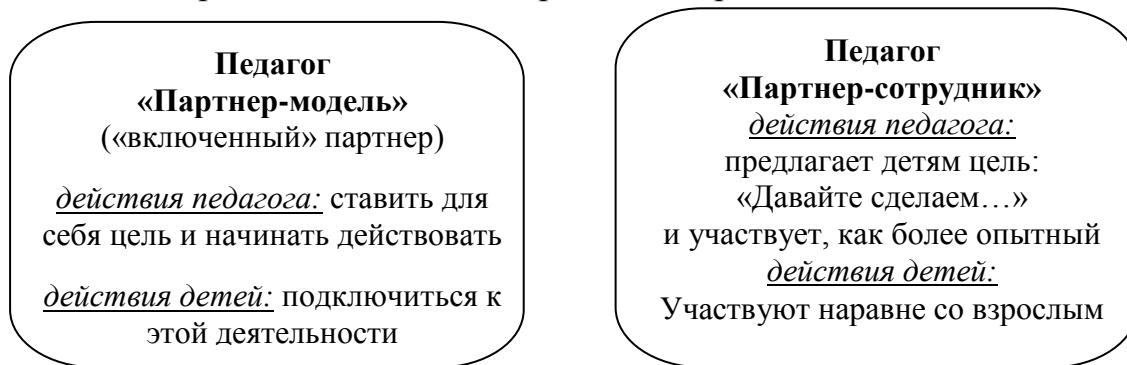 Педагог
«Партнер-модель»
(«включенный» партнер)
действия педагога: ставить для
себя цель и начинать действовать
действия детей: подключиться к
этой деятельности
Педагог
«Партнер-сотрудник»
действия педагога:
предлагает детям цель:
«Давайте сделаем…»
и участвует, как более опытный
действия детей:
Участвуют наравне со взрослым